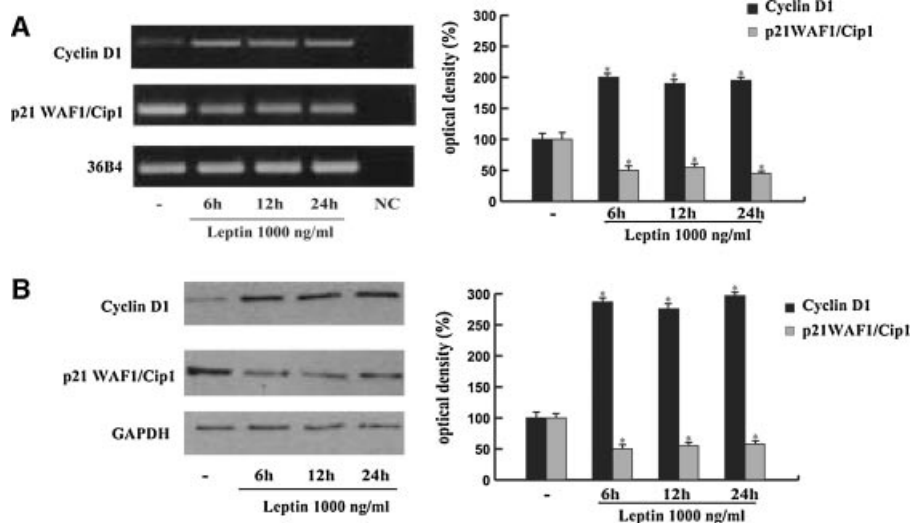 A
Cyclin D1
p21 WAF1/Cip1
36B4
- 6h 12h 24h NC
Leptin 1000 ng/ml
optical density (%)
300
250
200
150
100
50
0
Cyclin D1
p21WAF1/Cip1
* * *
* * *
- 6h 12h 24h
Leptin 1000 ng/ml
B
Cyclin D1
p21 WAF1/Cip1
GAPDH
- 6h 12h 24h
Leptin 1000 ng/ml
optical density (%)
300
250
200
150
100
50
0
Cyclin D1
p21WAF1/Cip1
* * *
* * *
- 6h 12h 24h
Leptin 1000 ng/ml